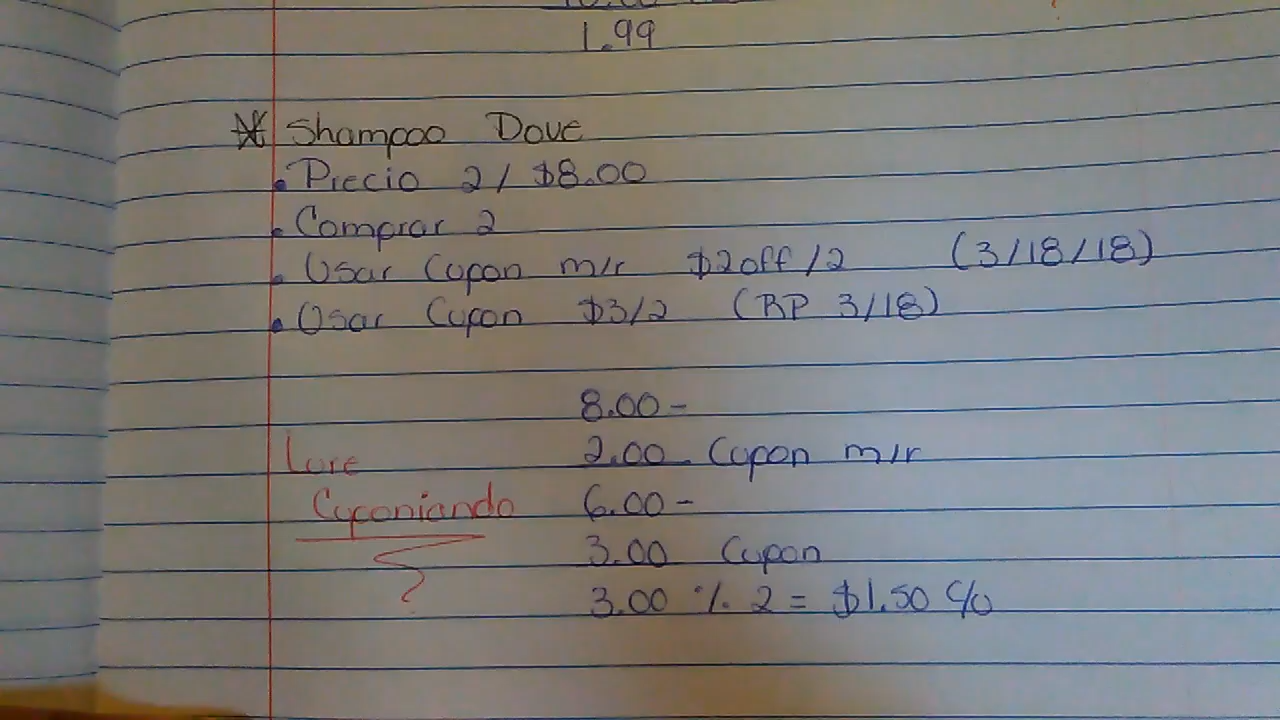 1.99
* Shampoo Dove
• Precio 2/ $8.00
• Comprar 2
• Usar Cupon m/r $2off/2 (3/18/18)
• Usar Cupon $3/2 (RP 3/18)
8.00-
2.00 Cupon m/r
6.00-
3.00 Cupon
3.00 ٪ 2 = $1.50 c/u
Lore
Cuponiando